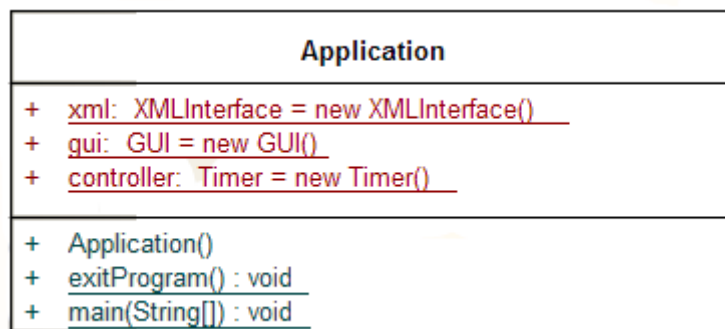 Application
+ xml: XMLInterface = new XMLInterface()
+ gui: GUI = new GUI()
+ controller: Timer = new Timer()
+ Application()
+ exitProgram() : void
+ main(String[]) : void